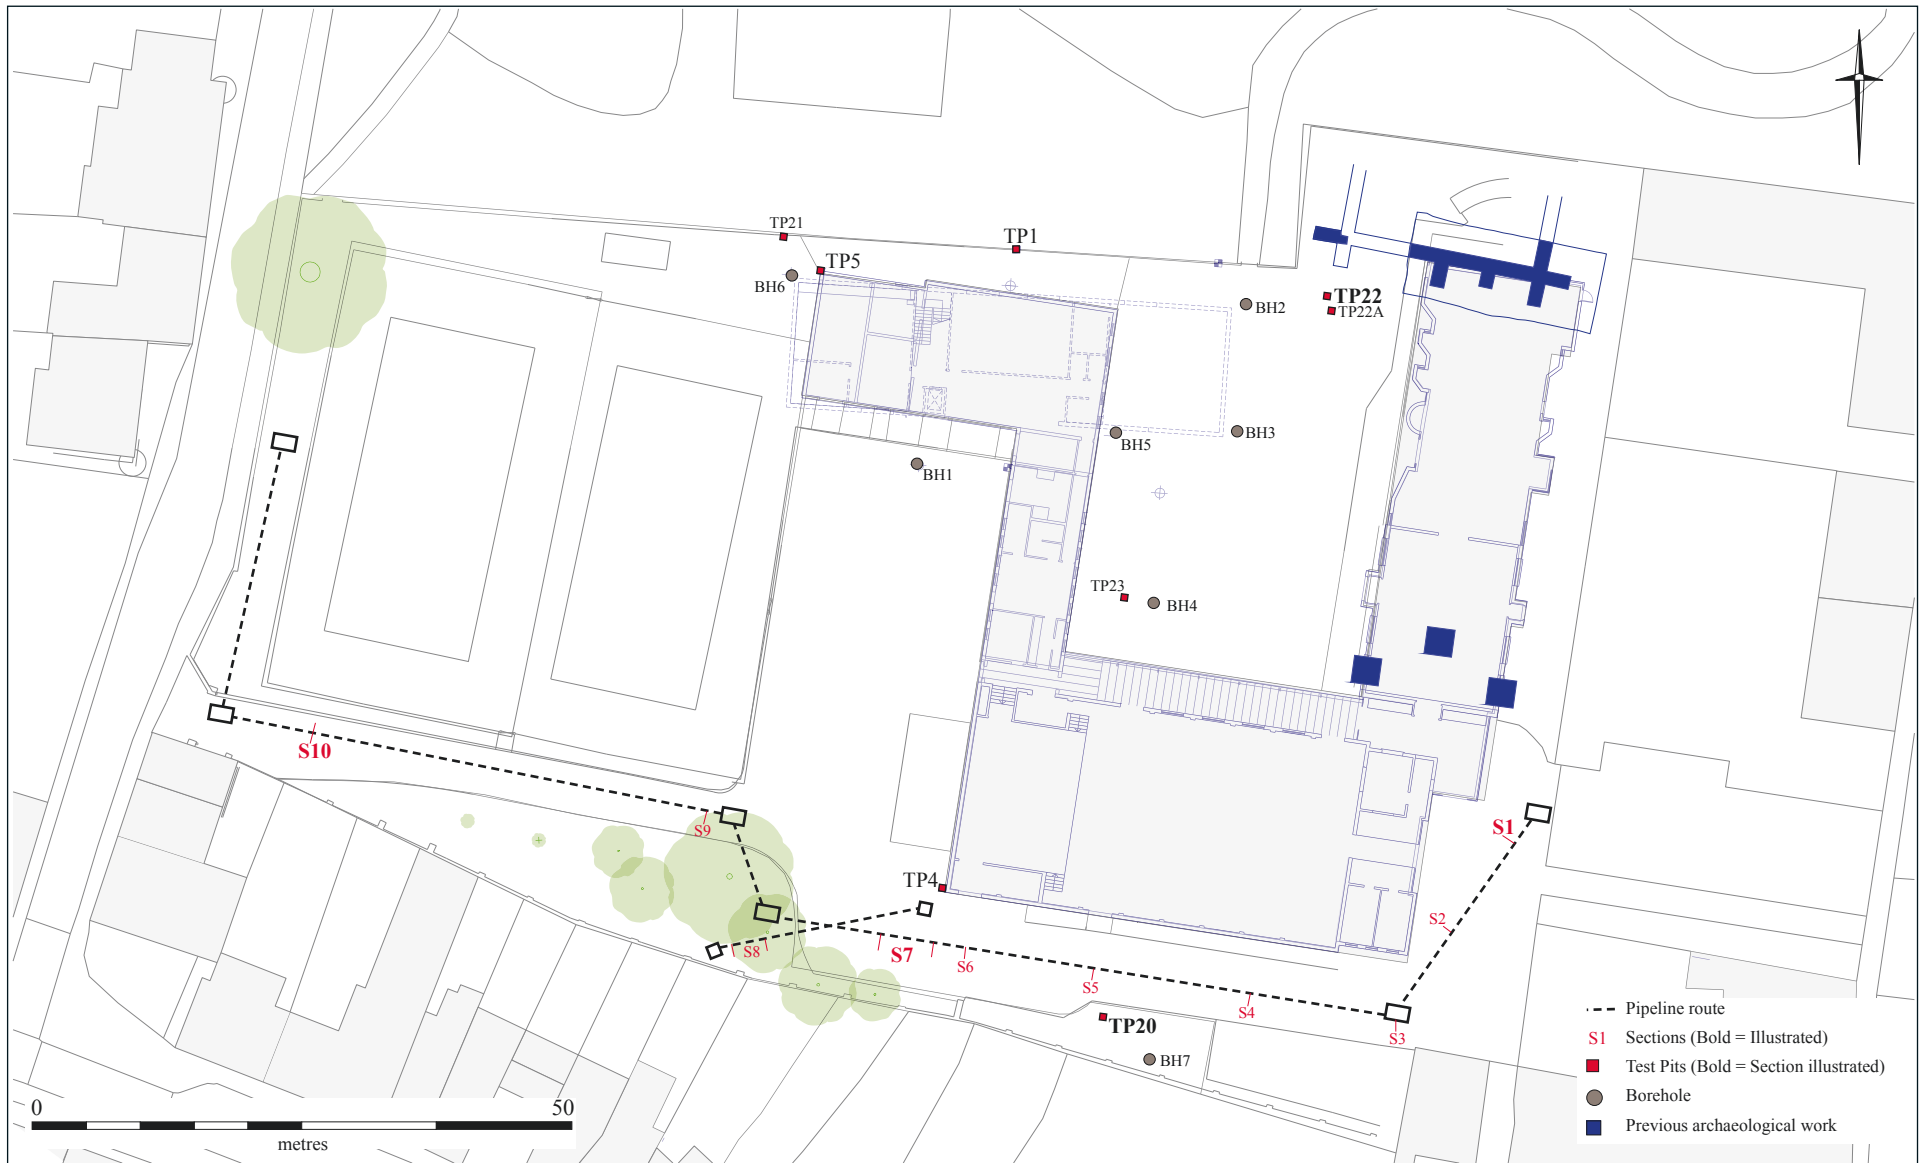 TP21
TP1
TP5
BH6
TP22
TP22A
BH2
BH5
BH3
BH1
TP23
BH4
S10
S9
S1
TP4
S8
S7
S6
S5
S4
S3
S2
TP20
BH7
Pipeline route
S1 Sections (Bold = Illustrated)
Test Pits (Bold = Section illustrated)
Borehole
Previous archaeological work
0 50
metres